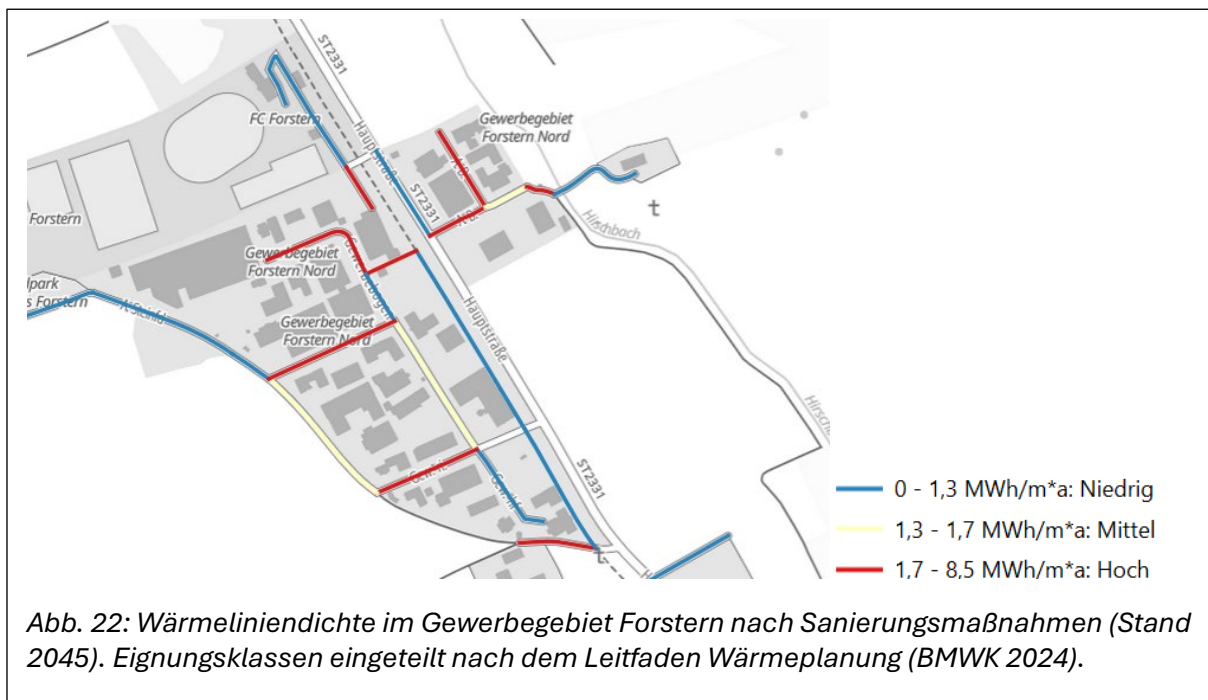 ST2331
FC Forstern
Hauptstraße
Gewerbegebiet
Forstern Nord
ST2331
Forstern
Hirschbach
Gewerbegebiet
Forstern Nord
Gewerbebogen
Gewerbegebiet
Forstern Nord
Hauptstraße
ST2331
0 - 1,3 MWh/m*a: Niedrig
1,3 - 1,7 MWh/m*a: Mittel
1,7 - 8,5 MWh/m*a: Hoch
Abb. 22: Wärmeliniendichte im Gewerbegebiet Forstern nach Sanierungsmaßnahmen (Stand
2045). Eignungsklassen eingeteilt nach dem Leitfaden Wärmeplanung (BMWK 2024).